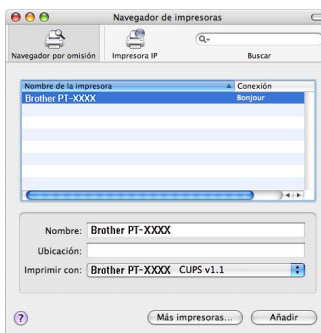 Navegador de impresoras
Navegador por omisión
Impresora IP
Buscar
Nombre de la impresora
Conexión
Brother PT-XXXX
Bonjour
Nombre: Brother PT-XXXX
Ubicación:
Imprimir con: Brother PT-XXXX CUPS v1.1
?
Más impresoras...
Añadir